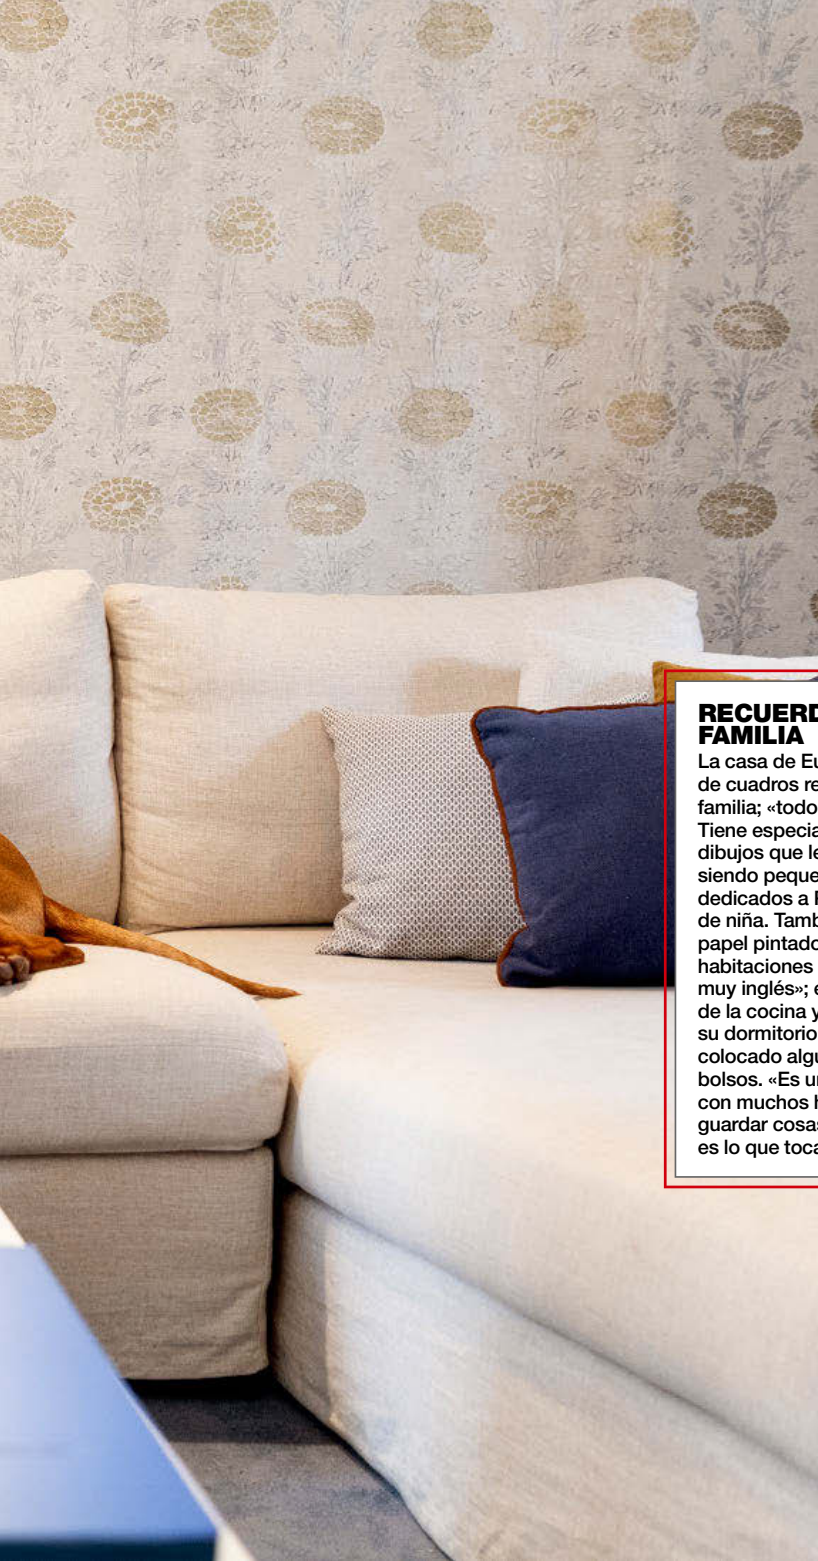 RECUERD
FAMILIA
La casa de Eu
de cuadros re
familia; «todo
Tiene especia
dibujos que le
siendo peque
dedicados a
de niña. Tamb
papel pintado
habitaciones
muy inglés»; e
de la cocina y
su dormitorio
colocado algu
bolsos. «Es un
con muchos h
guardar cosas
es lo que toca